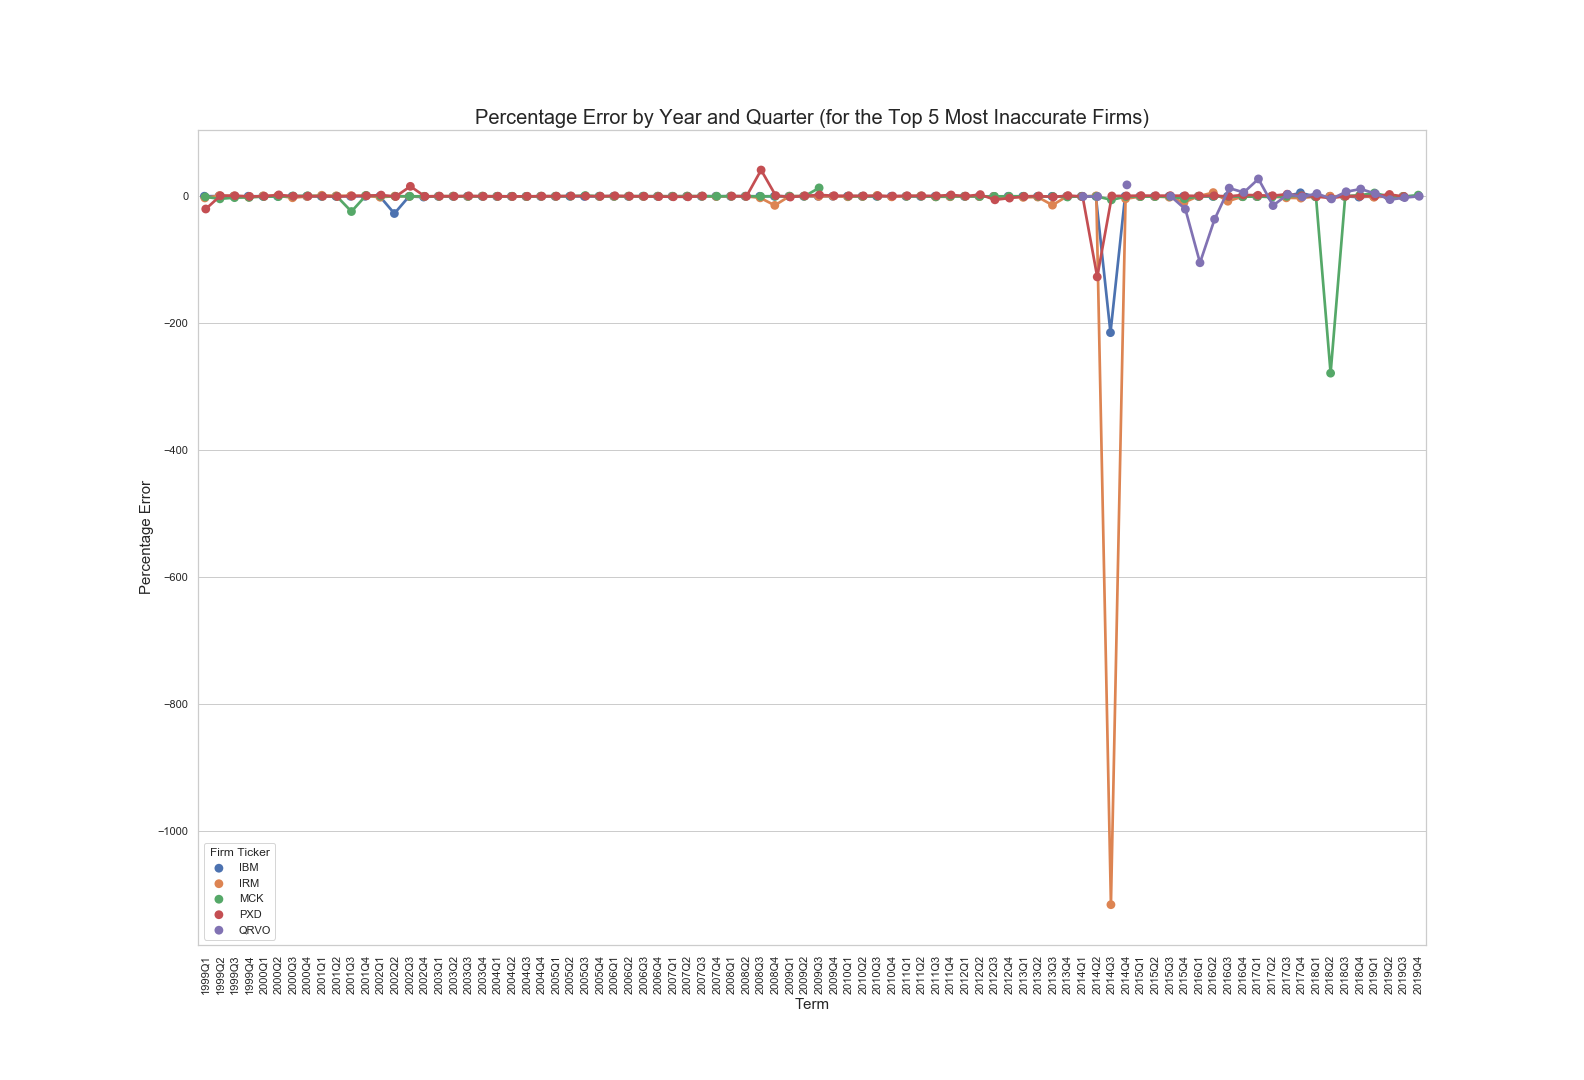 Percentage Error by Year and Quarter (for the Top 5 Most Inaccurate Firms)
Percentage Error
0
−200
−400
−600
−800
−1000
Firm Ticker
IBM
IRM
MCK
PXD
QRVO
1999Q1
1999Q2
1999Q3
1999Q4
2000Q1
2000Q2
2000Q3
2000Q4
2001Q1
2001Q2
2001Q3
2001Q4
2002Q1
2002Q2
2002Q3
2002Q4
2003Q1
2003Q2
2003Q3
2003Q4
2004Q1
2004Q2
2004Q3
2004Q4
2005Q1
2005Q2
2005Q3
2005Q4
2006Q1
2006Q2
2006Q3
2006Q4
2007Q1
2007Q2
2007Q3
2007Q4
2008Q1
2008Q2
2008Q3
2008Q4
2009Q1
2009Q2
2009Q3
2009Q4
2010Q1
2010Q2
2010Q3
2010Q4
2011Q1
2011Q2
2011Q3
2011Q4
2012Q1
2012Q2
2012Q3
2012Q4
2013Q1
2013Q2
2013Q3
2013Q4
2014Q1
2014Q2
2014Q3
2014Q4
2015Q1
2015Q2
2015Q3
2015Q4
2016Q1
2016Q2
2016Q3
2016Q4
2017Q1
2017Q2
2017Q3
2017Q4
2018Q1
2018Q2
2018Q3
2018Q4
2019Q1
2019Q2
2019Q3
2019Q4
Term